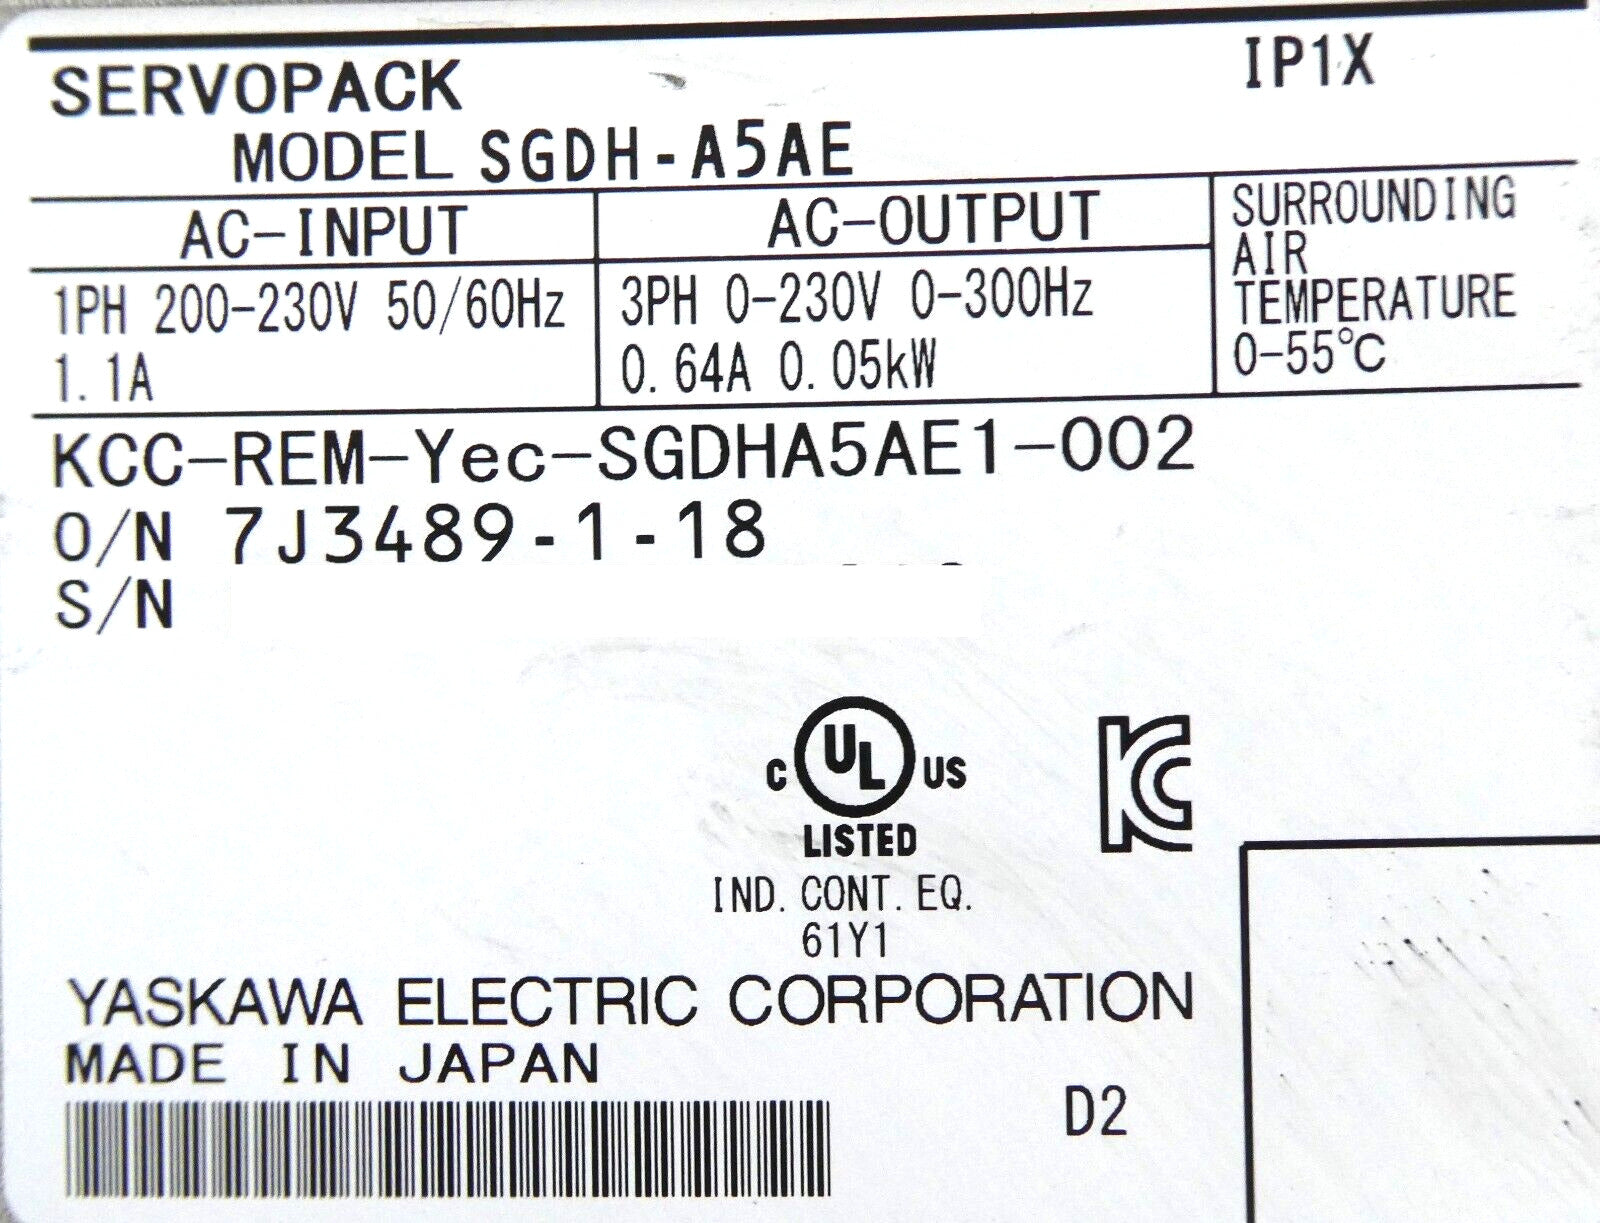 SERVOPACK
IP1X
MODEL SGDH-A5AE
AC-INPUT
1PH 200-230V 50/60Hz
1.1A
AC-OUTPUT
3PH 0-230V 0-300Hz
0.64A 0.05kW
SURROUNDING
AIR
TEMPERATURE
0-55℃
KCC-REM-Yec-SGDHA5AE1-002
O/N 7J3489-1-18
S/N
C UL US
LISTED
IND. CONT. EQ.
61Y1
KC
YASKAWA ELECTRIC CORPORATION
MADE IN JAPAN
D2